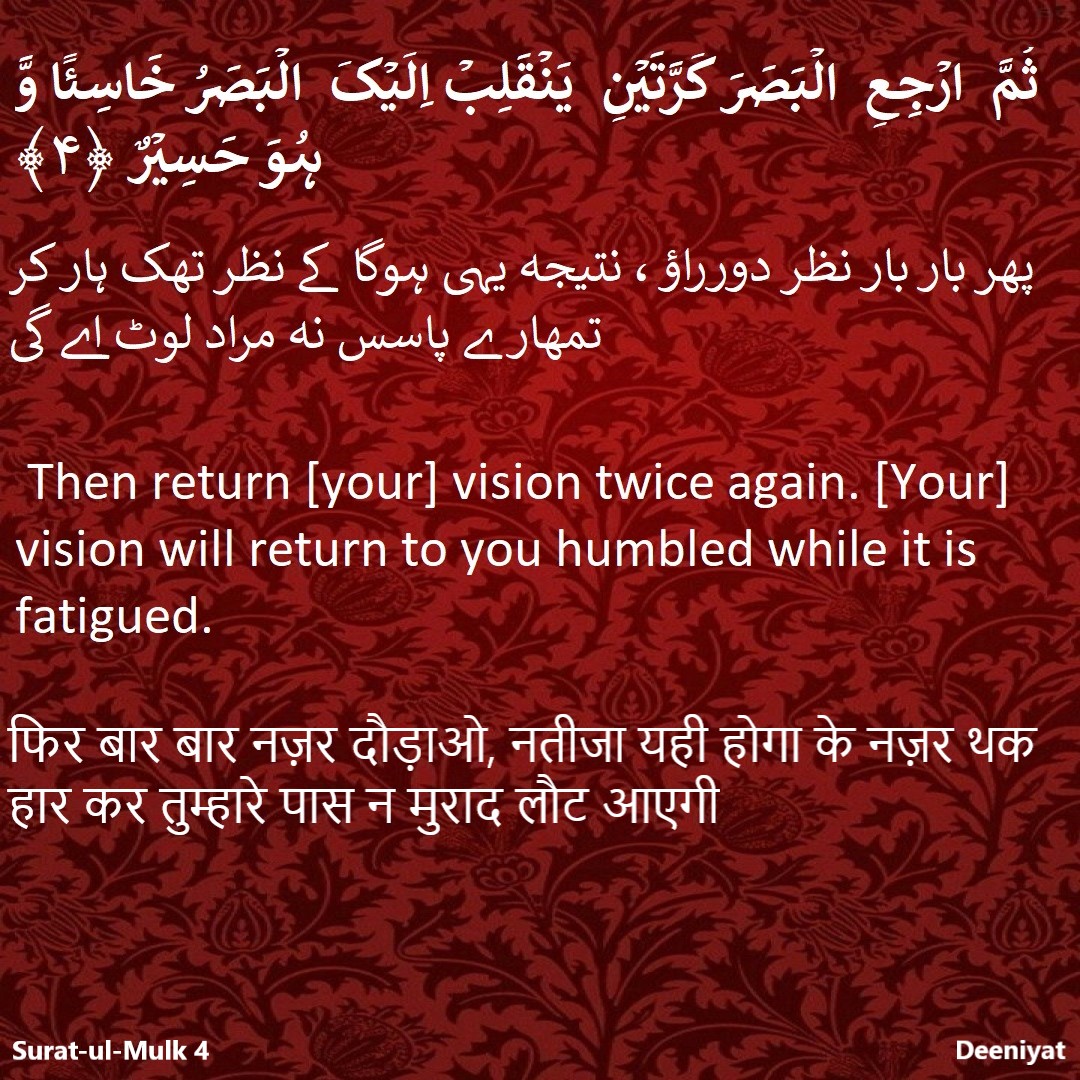 ثُمَّ ارْجِعِ الْبَصَرَ کَرَّتَیْنِ یَنْقَلِبْ اِلَیْکَ الْبَصَرُ خَاسِئًا وَّ
ہُوَ حَسِیْرٌ ﴿۴﴾
پھر بار بار نظر دورراؤ ، نتیجه یہی ہوگا کے نظر تھک ہار کر
تمھارے پاسس نه مراد لوٹ اے گی
Then return [your] vision twice again. [Your]
vision will return to you humbled while it is
fatigued.
फिर बार बार नज़र दौड़ाओ, नतीजा यही होगा के नज़र थक
हार कर तुम्हारे पास न मुराद लौट आएगी
Surat-ul-Mulk 4
Deeniyat